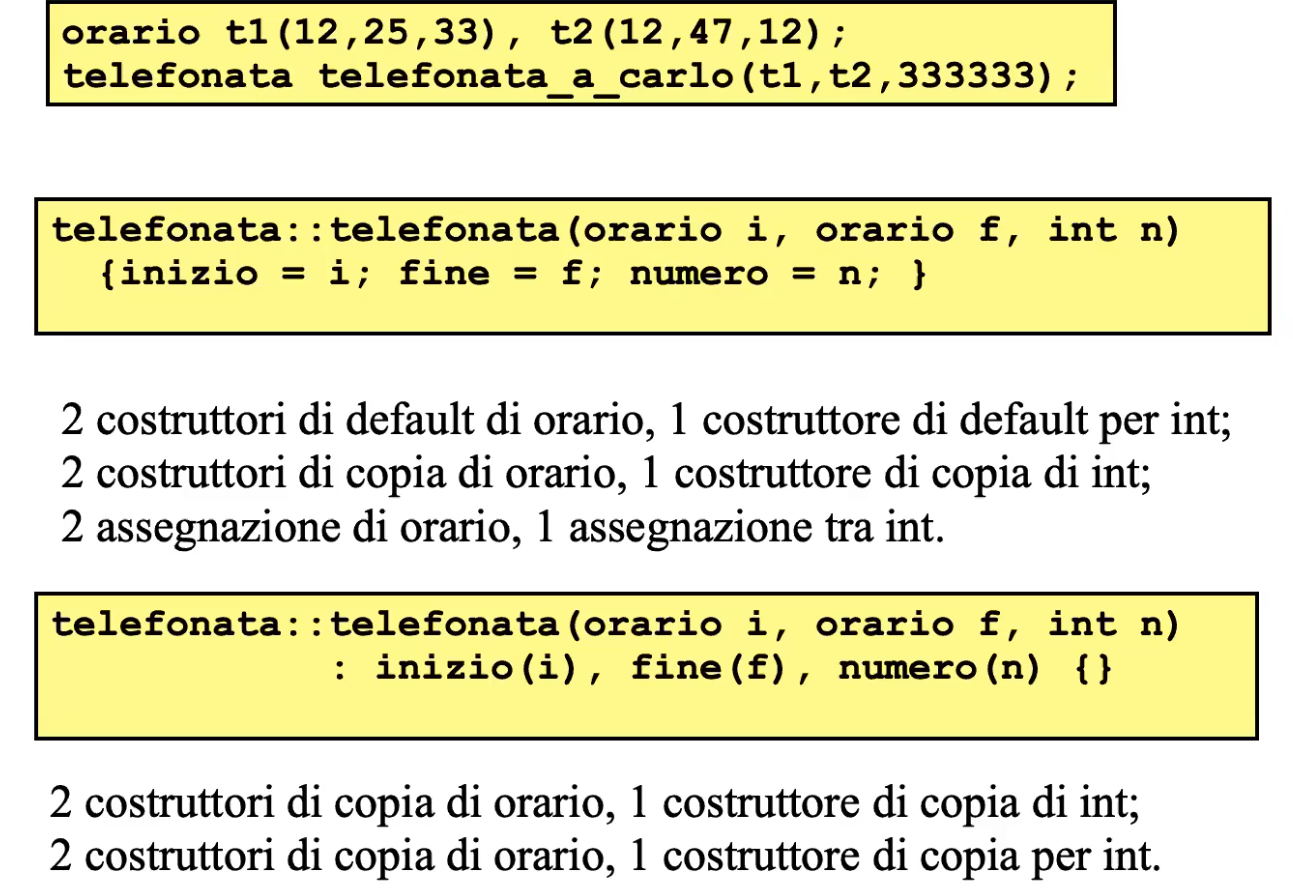 orario t1(12,25,33), t2(12,47,12);
telefonata telefonata_a_carlo(t1,t2,333333);
telefonata::telefonata(orario i, orario f, int n)
{inizio = i; fine = f; numero = n; }
2 costruttori di default di orario, 1 costruttore di default per int;
2 costruttori di copia di orario, 1 costruttore di copia di int;
2 assegnazione di orario, 1 assegnazione tra int.
telefonata::telefonata(orario i, orario f, int n)
: inizio(i), fine(f), numero(n) {}
2 costruttori di copia di orario, 1 costruttore di copia di int;
2 costruttori di copia di orario, 1 costruttore di copia per int.